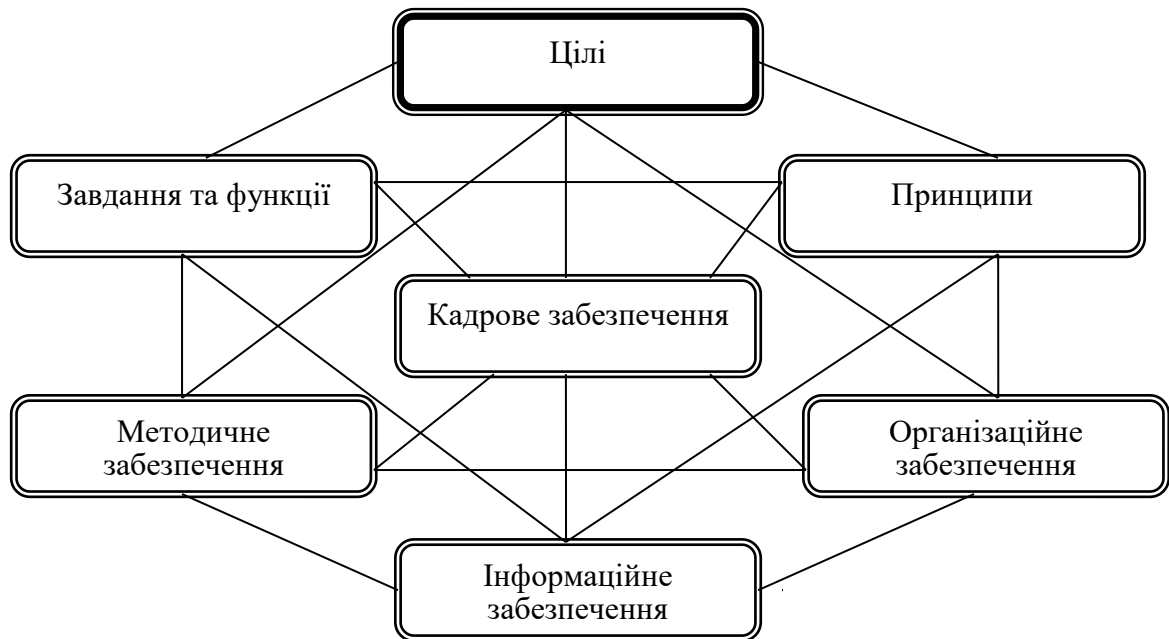 Цілі
Завдання та функції
Принципи
Кадрове забезпечення
Методичне
забезпечення
Організаційне
забезпечення
Інформаційне
забезпечення